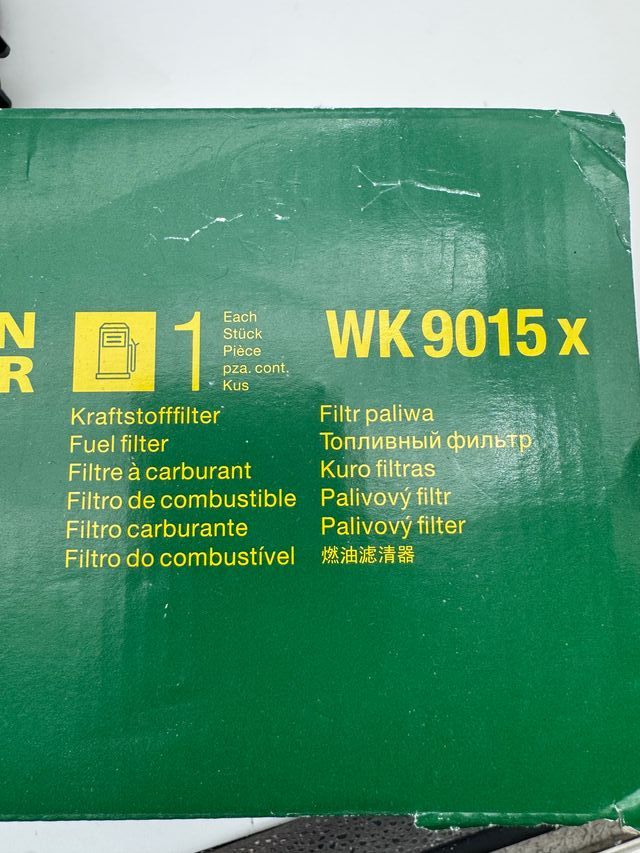 N
R
1
Each
Stück
Pièce
pza. cont.
Kus
WK 9015 x
Kraftstofffilter
Fuel filter
Filtre à carburant
Filtro de combustible
Filtro carburante
Filtro do combustível
Filtr paliwa
Топливный фильтр
Kuro filtras
Palivový filtr
Palivový filter
燃油滤清器